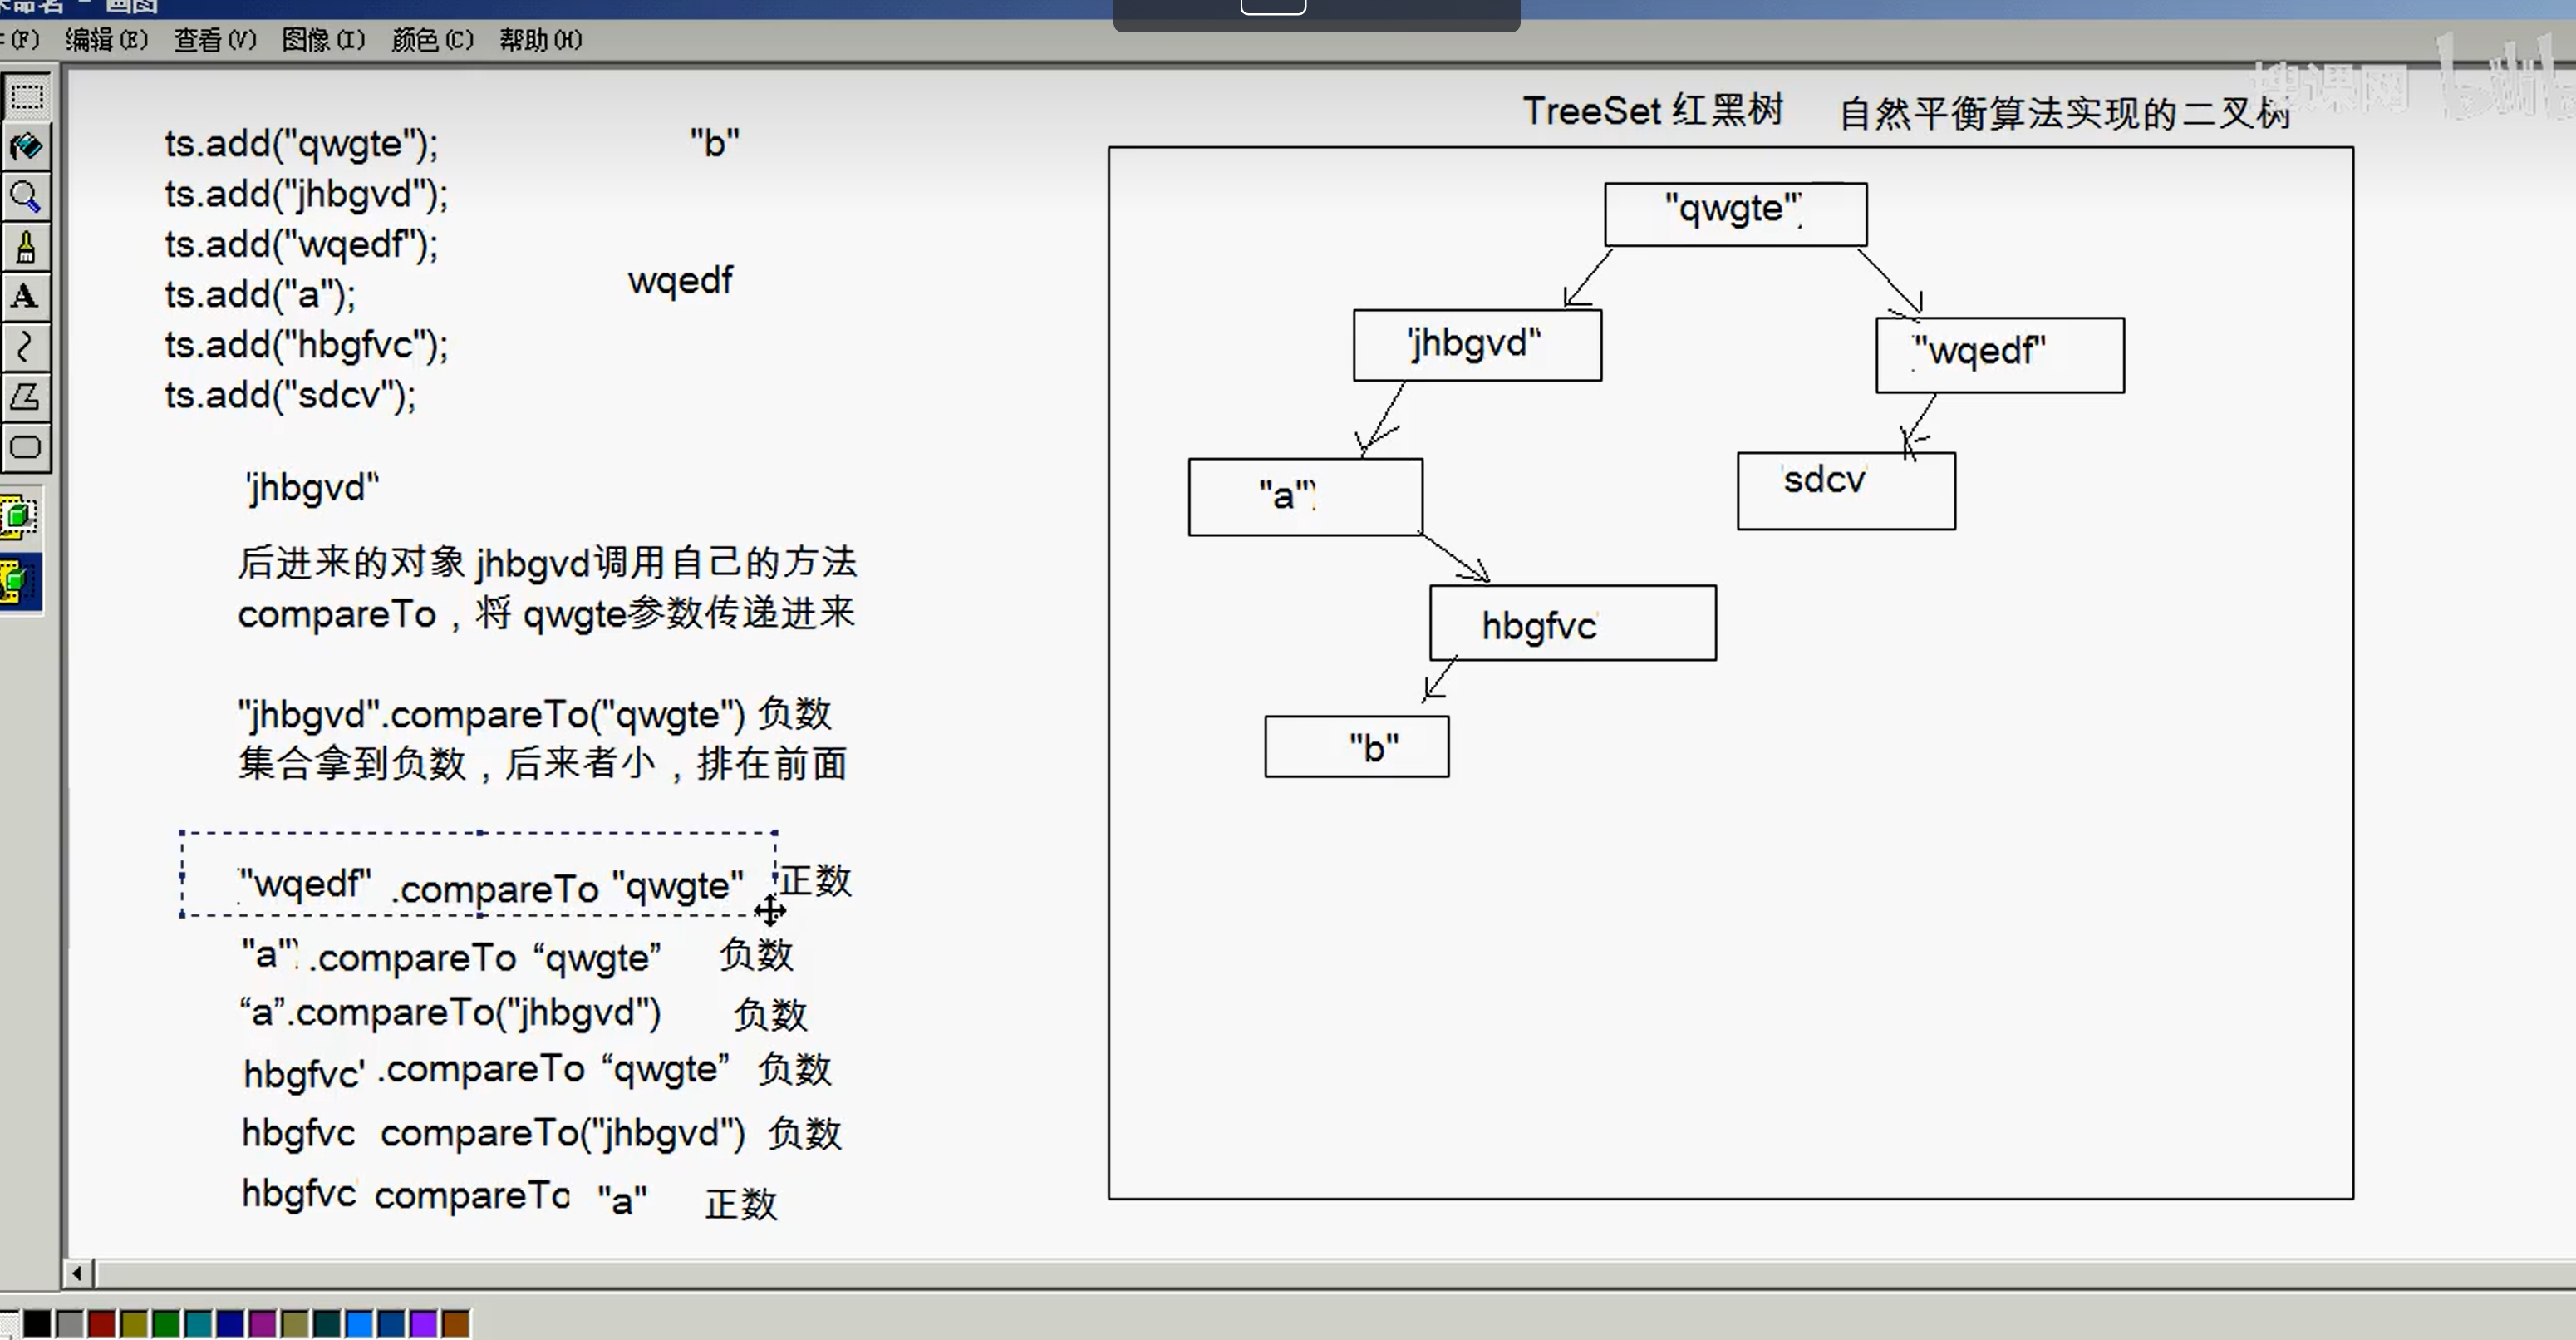 未命名 - 画图
(F) 编辑(E) 查看(V) 图像(I) 颜色(C) 帮助(H)
搜课网 bilibili
TreeSet 红黑树 自然平衡算法实现的二叉树
ts.add("qwgte");
"b"
ts.add("jhbgvd");
ts.add("wqedf");
wqedf
ts.add("a");
ts.add("hbgfvc");
ts.add("sdcv");
'jhbgvd"
后进来的对象 jhbgvd调用自己的方法
compareTo，将 qwgte参数传递进来
"jhbgvd".compareTo("qwgte") 负数
集合拿到负数，后来者小，排在前面
"wqedf" .compareTo "qwgte" 正数
"a" .compareTo “qwgte” 负数
“a”.compareTo("jhbgvd") 负数
hbgfvc' .compareTo “qwgte” 负数
hbgfvc compareTo("jhbgvd") 负数
hbgfvc' compareTo "a" 正数
"qwgte"
'jhbgvd"
"wqedf"
"a"
sdcv
hbgfvc
"b"